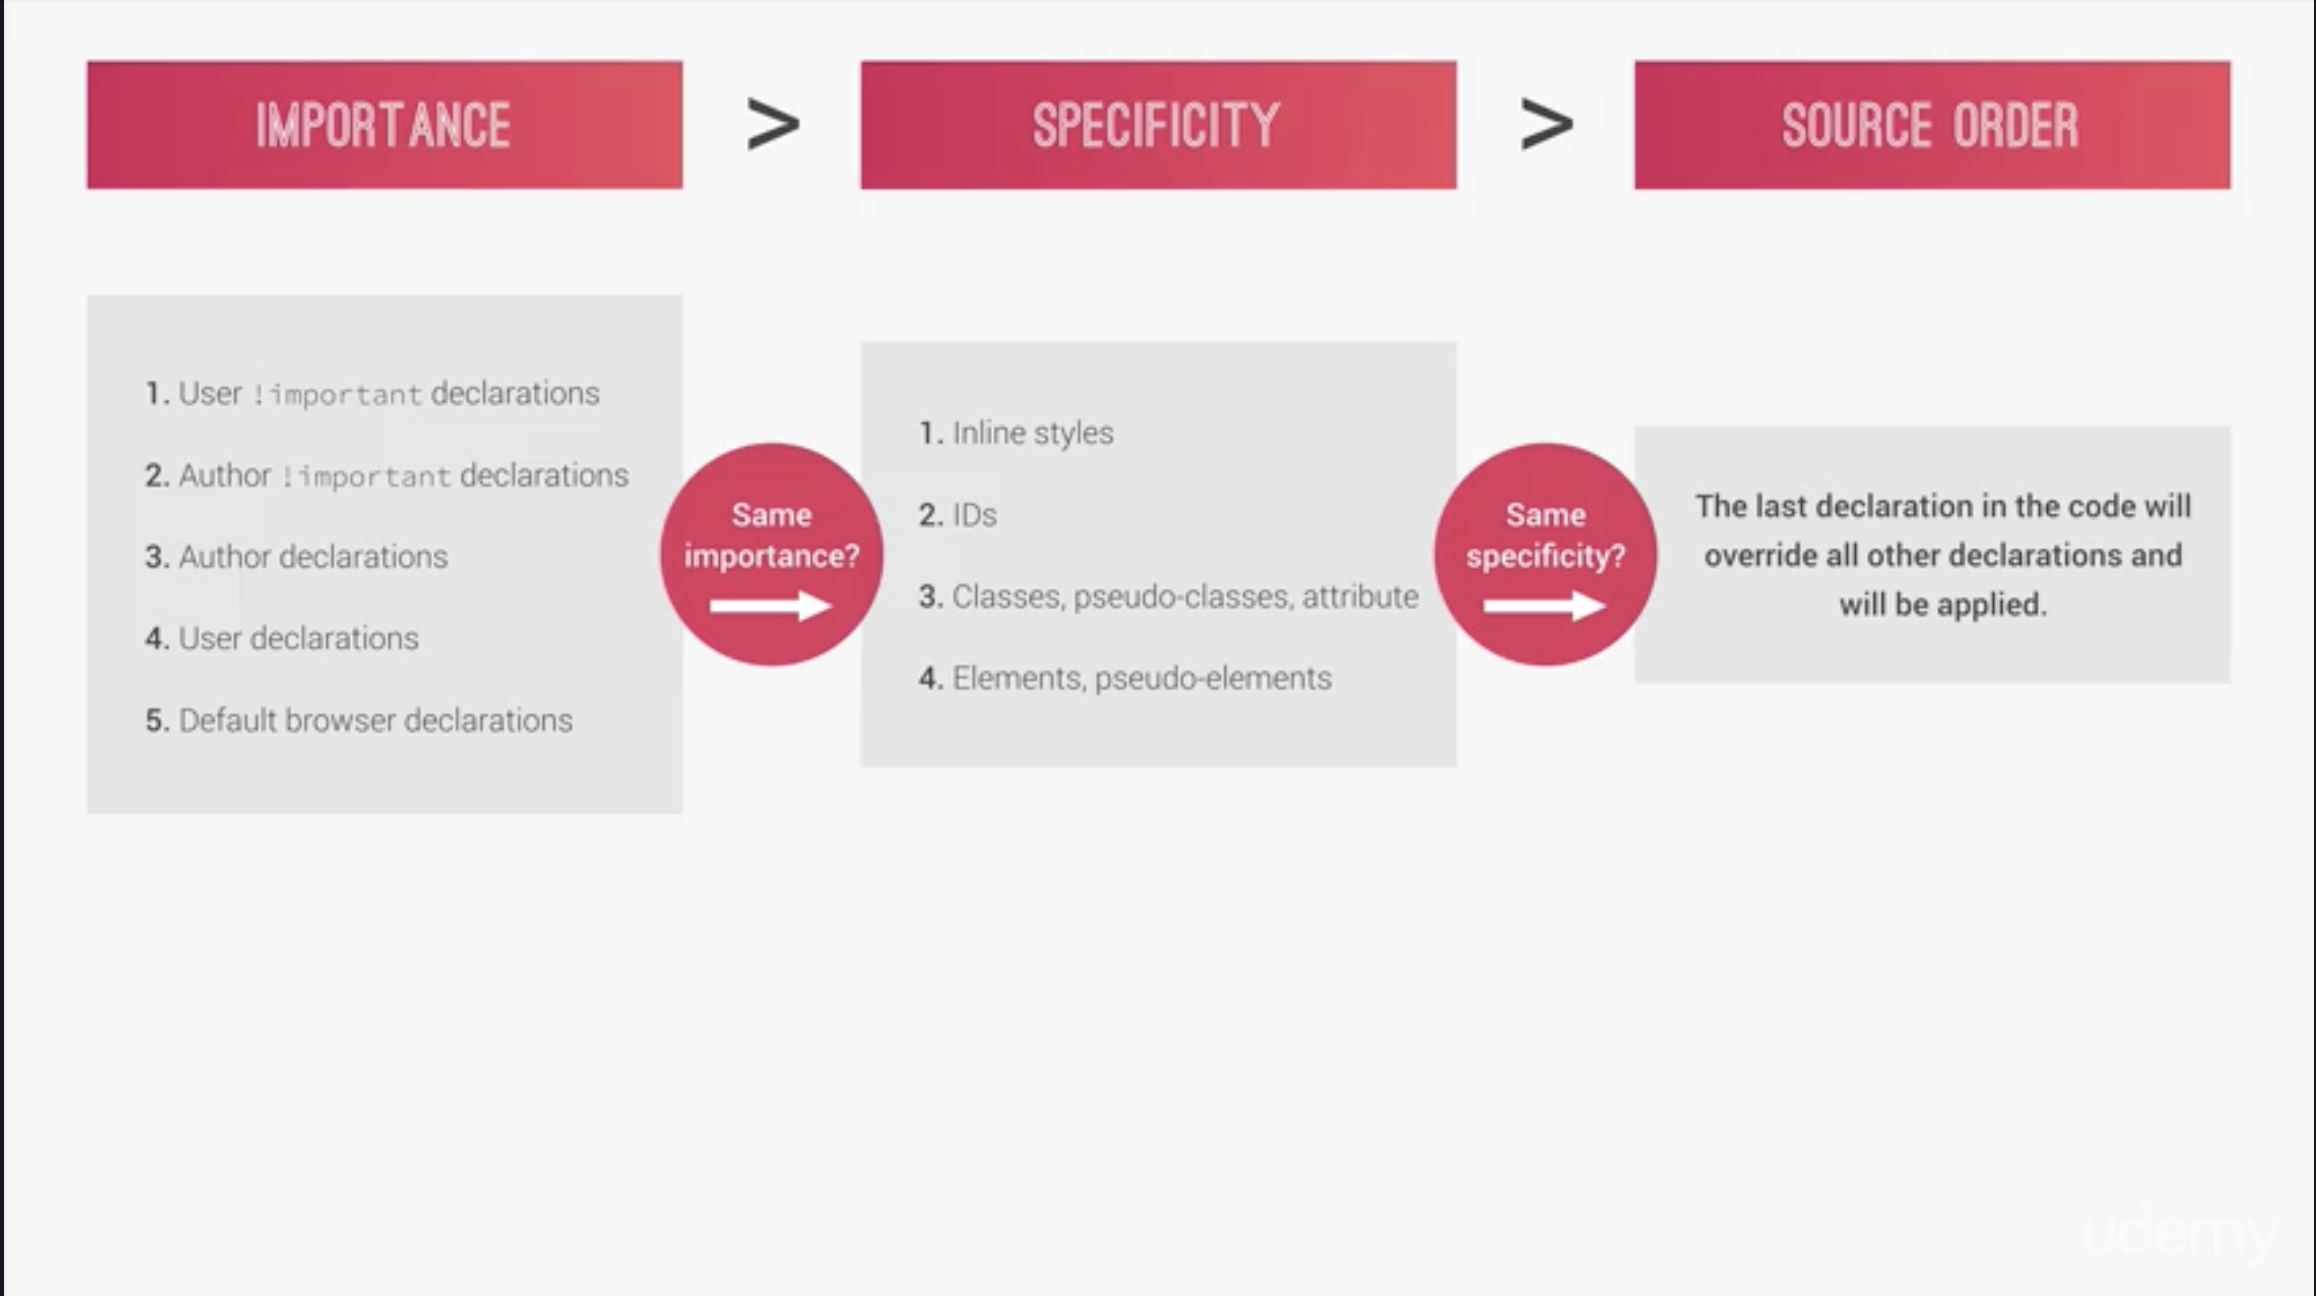 IMPORTANCE
>
SPECIFICITY
>
SOURCE ORDER
1. User !important declarations
2. Author !important declarations
3. Author declarations
4. User declarations
5. Default browser declarations
Same
importance?
1. Inline styles
2. IDs
3. Classes, pseudo-classes, attribute
4. Elements, pseudo-elements
Same
specificity?
The last declaration in the code will
override all other declarations and
will be applied.
udemy